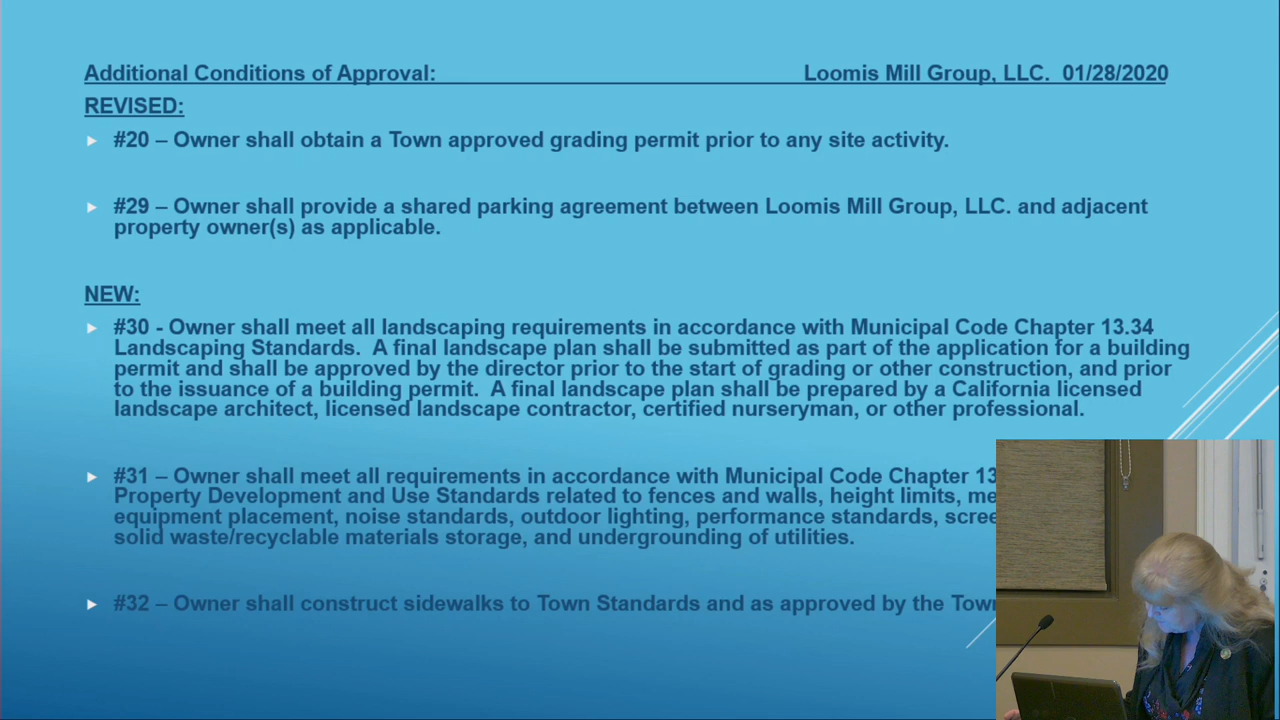 Additional Conditions of Approval: Loomis Mill Group, LLC. 01/28/2020
REVISED:
#20 – Owner shall obtain a Town approved grading permit prior to any site activity.
#29 – Owner shall provide a shared parking agreement between Loomis Mill Group, LLC. and adjacent
property owner(s) as applicable.
NEW:
#30 - Owner shall meet all landscaping requirements in accordance with Municipal Code Chapter 13.34
Landscaping Standards. A final landscape plan shall be submitted as part of the application for a building
permit and shall be approved by the director prior to the start of grading or other construction, and prior
to the issuance of a building permit. A final landscape plan shall be prepared by a California licensed
landscape architect, licensed landscape contractor, certified nurseryman, or other professional.
#31 – Owner shall meet all requirements in accordance with Municipal Code Chapter 13
Property Development and Use Standards related to fences and walls, height limits, me
equipment placement, noise standards, outdoor lighting, performance standards, scree
solid waste/recyclable materials storage, and undergrounding of utilities.
#32 – Owner shall construct sidewalks to Town Standards and as approved by the Town